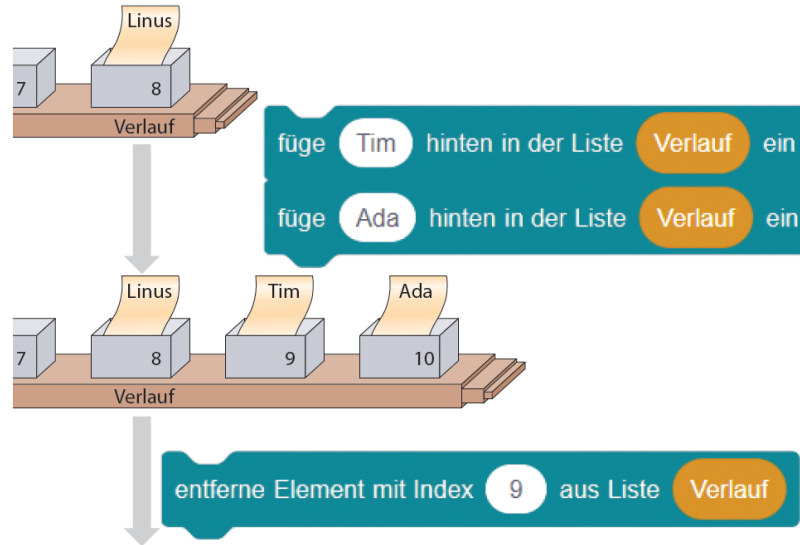 Linus
7
8
Verlauf
füge Tim hinten in der Liste Verlauf ein
füge Ada hinten in der Liste Verlauf ein
Linus Tim Ada
7 8 9 10
Verlauf
entferne Element mit Index 9 aus Liste Verlauf